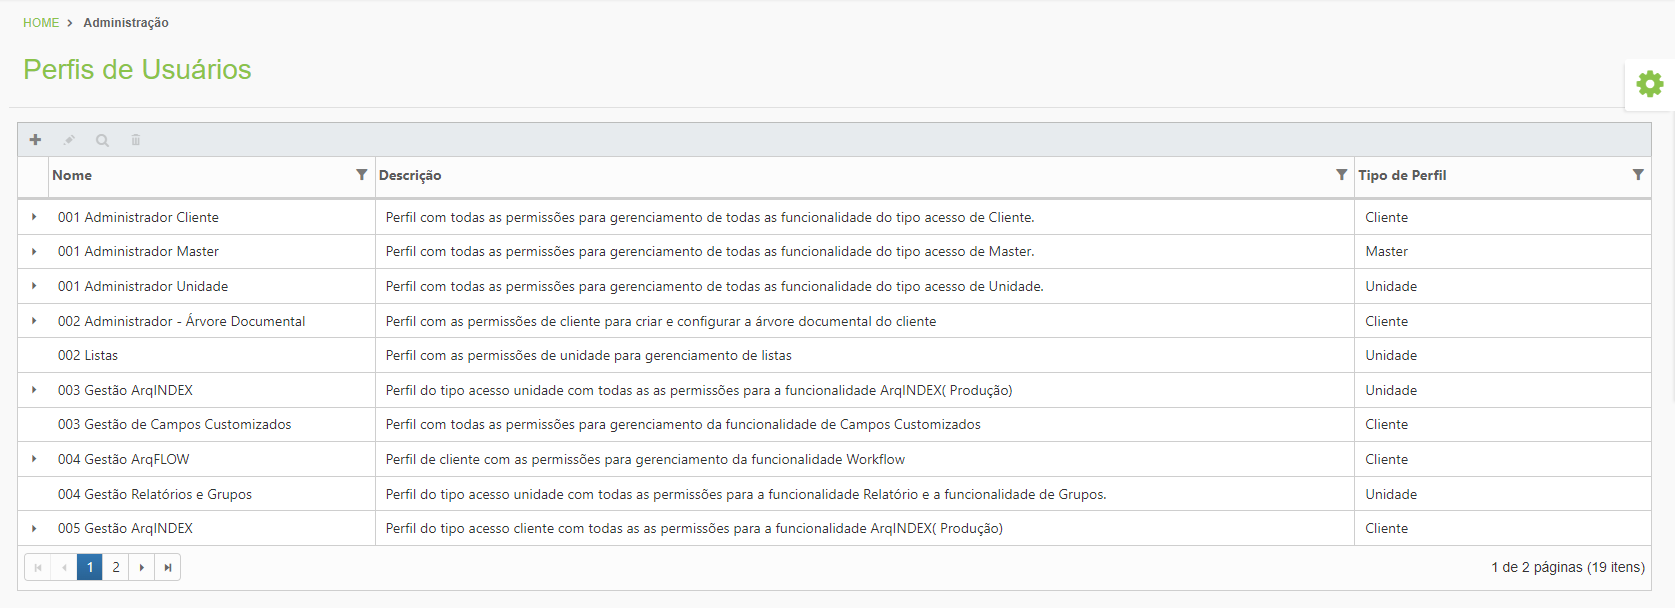 HOME > Administração
Perfis de Usuários
Nome Descrição Tipo de Perfil
001 Administrador Cliente Perfil com todas as permissões para gerenciamento de todas as funcionalidade do tipo acesso de Cliente. Cliente
001 Administrador Master Perfil com todas as permissões para gerenciamento de todas as funcionalidade do tipo acesso de Master. Master
001 Administrador Unidade Perfil com todas as permissões para gerenciamento de todas as funcionalidade do tipo acesso de Unidade. Unidade
002 Administrador - Árvore Documental Perfil com as permissões de cliente para criar e configurar a árvore documental do cliente Cliente
002 Listas Perfil com as permissões de unidade para gerenciamento de listas Unidade
003 Gestão ArqINDEX Perfil do tipo acesso unidade com todas as as permissões para a funcionalidade ArqINDEX( Produção) Unidade
003 Gestão de Campos Customizados Perfil com todas as permissões para gerenciamento da funcionalidade de Campos Customizados Cliente
004 Gestão ArqFLOW Perfil de cliente com as permissões para gerenciamento da funcionalidade Workflow Cliente
004 Gestão Relatórios e Grupos Perfil do tipo acesso unidade com todas as permissões para a funcionalidade Relatório e a funcionalidade de Grupos. Unidade
005 Gestão ArqINDEX Perfil do tipo acesso cliente com todas as as permissões para a funcionalidade ArqINDEX( Produção) Cliente
1 2 1 de 2 páginas (19 itens)